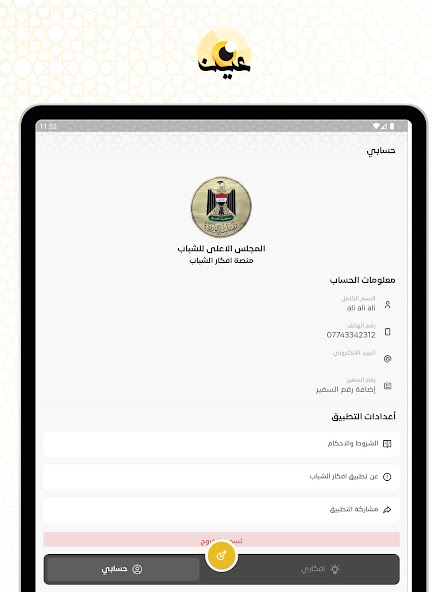 عين
11:52
حسابي
المجلس الاعلى للشباب
منصة افكار الشباب
معلومات الحساب
الاسم الكامل
ali ali ali
رقم الهاتف
07743342312
البريد الالكتروني
رقم السفير
إضافة رقم السفير
أعدادات التطبيق
الشروط والاحكام
عن تطبيق افكار الشباب
مشاركة التطبيق
افكاري
حسابي